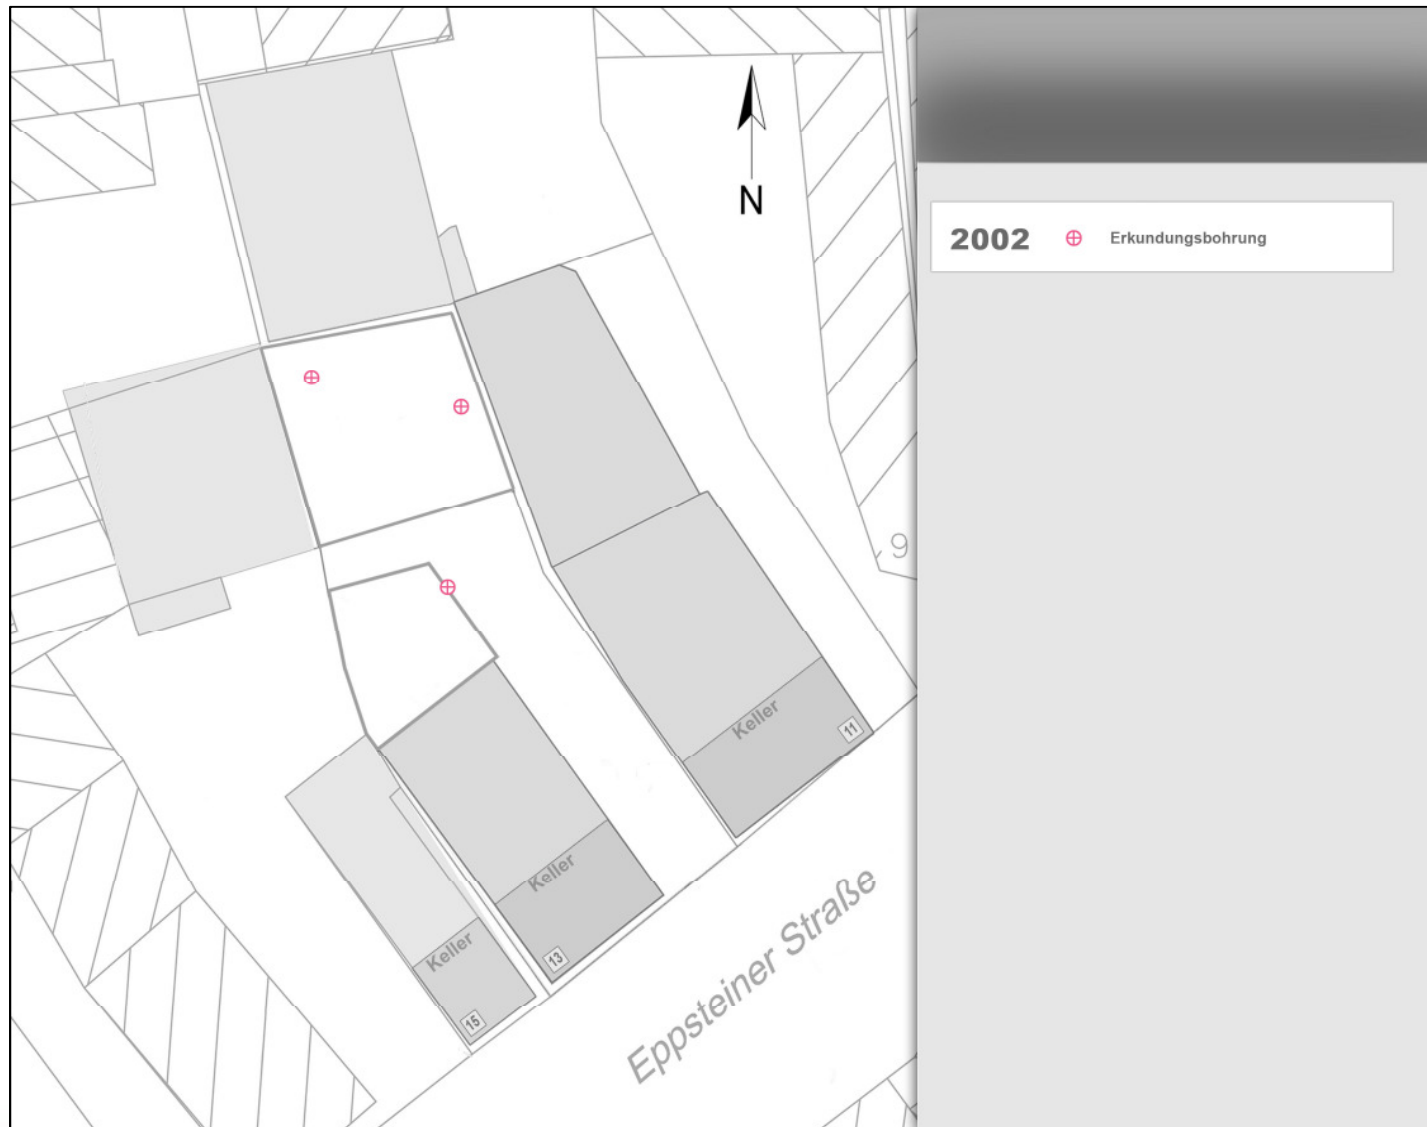 N
2002 Erkundungsbohrung
9
Keller
11
Keller
13
Keller
15
Eppsteiner Straße